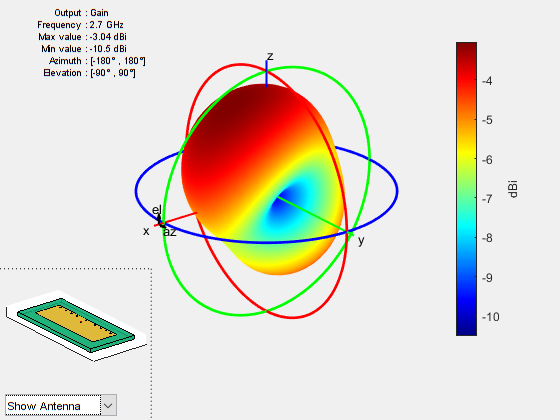 Output : Gain
Frequency : 2.7 GHz
Max value : -3.04 dBi
Min value : -10.5 dBi
Azimuth : [-180° , 180°]
Elevation : [-90° , 90°]
z
el
az
x
y
-4
-5
-6
-7
-8
-9
-10
dBi
Show Antenna